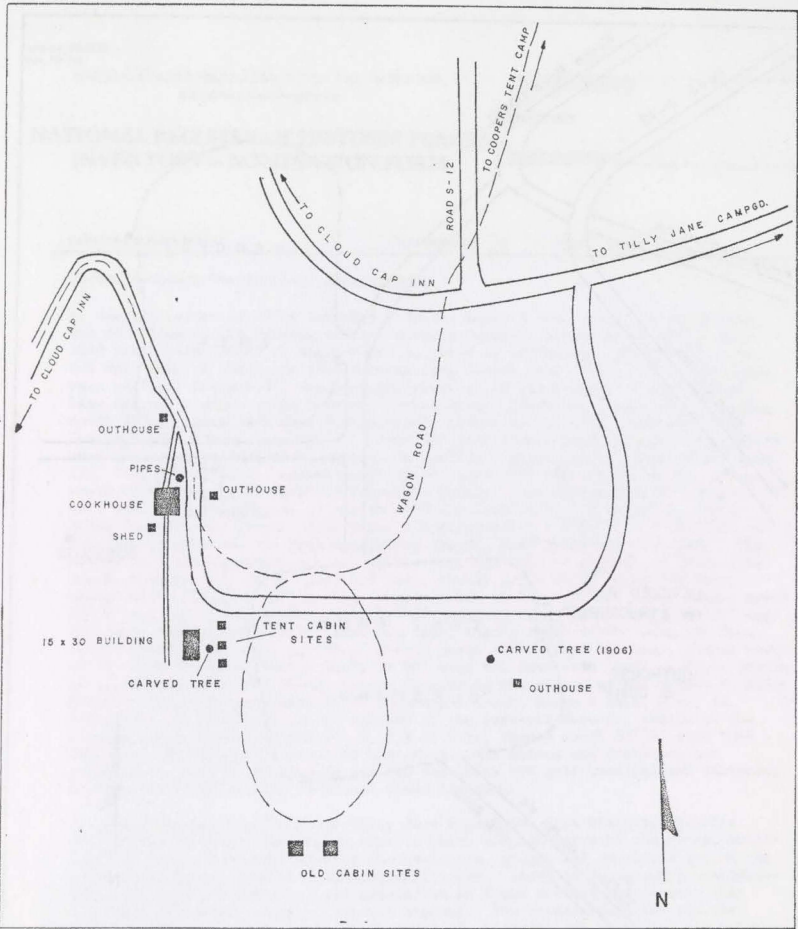 TO COOPERS TENT CAMP
ROAD S-12
TO CLOUD CAP INN
TO TILLY JANE CAMPGD.
TO CLOUD CAP INN
OUTHOUSE
PIPES
OUTHOUSE
COOKHOUSE
SHED
WAGON ROAD
15 x 30 BUILDING
TENT CABIN
SITES
CARVED TREE
CARVED TREE (1906)
OUTHOUSE
OLD CABIN SITES
N